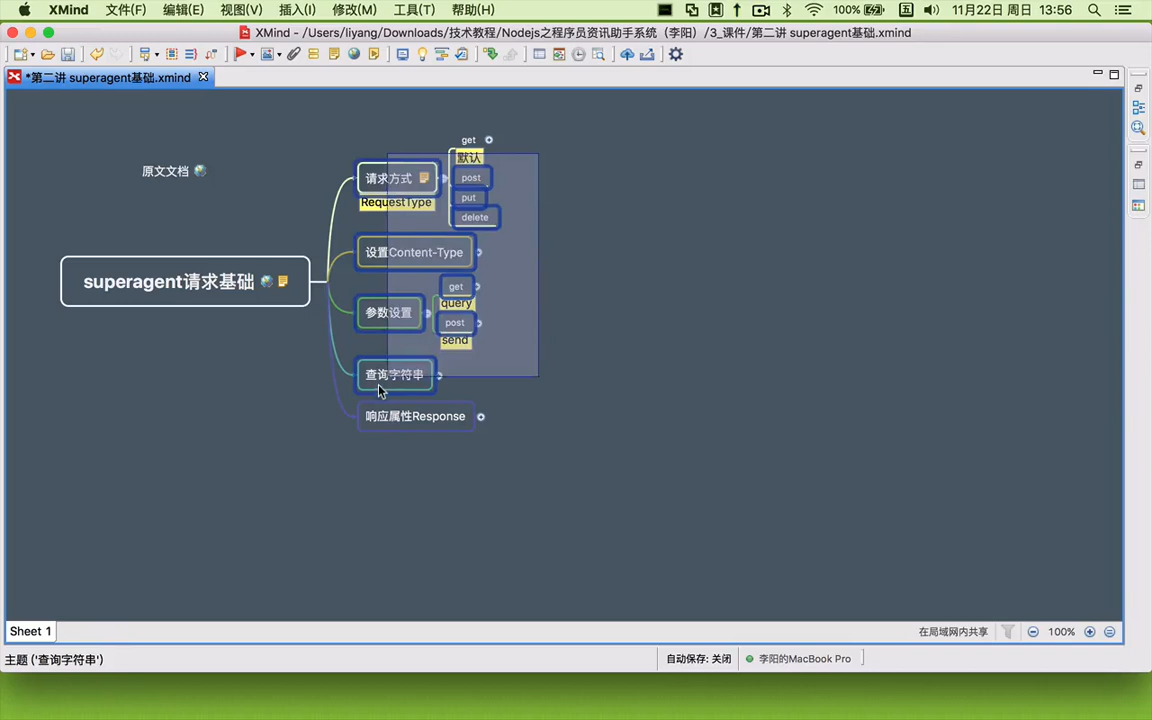 XMind 文件(F) 编辑(E) 视图(V) 插入(I) 修改(M) 工具(T) 帮助(H) 100% 五 11月22日 周日 13:56
XMind - /Users/liyang/Downloads/技术教程/Nodejs之程序员资讯助手系统（李阳）/3_课件/第二讲 superagent基础.xmind
*第二讲 superagent基础.xmind
get
默认
原文文档
请求方式
post
put
RequestType
delete
设置Content-Type
superagent请求基础
get
query
参数设置
post
send
查询字符串
响应属性Response
Sheet 1
在局域网内共享
100%
主题 ('查询字符串')
自动保存: 关闭
李阳的MacBook Pro